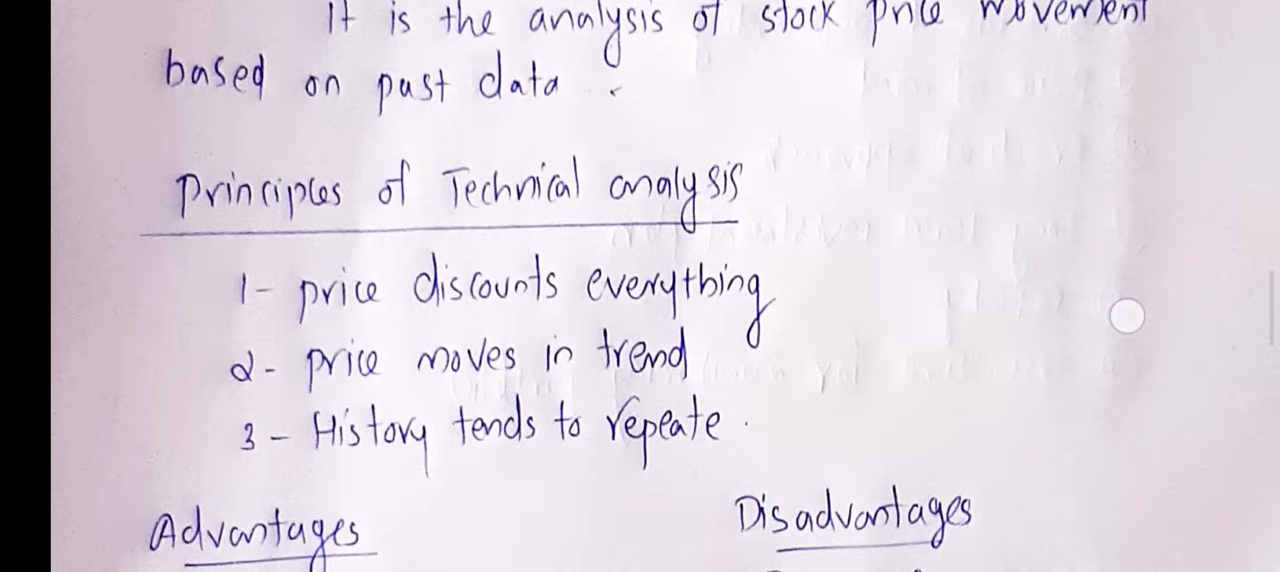 It is the analysis of stock price movement
based on past data .
Principles of Technical analysis
1- price discounts everything
2- price moves in trend
3- History tends to repeate .
Advantages
Disadvantages